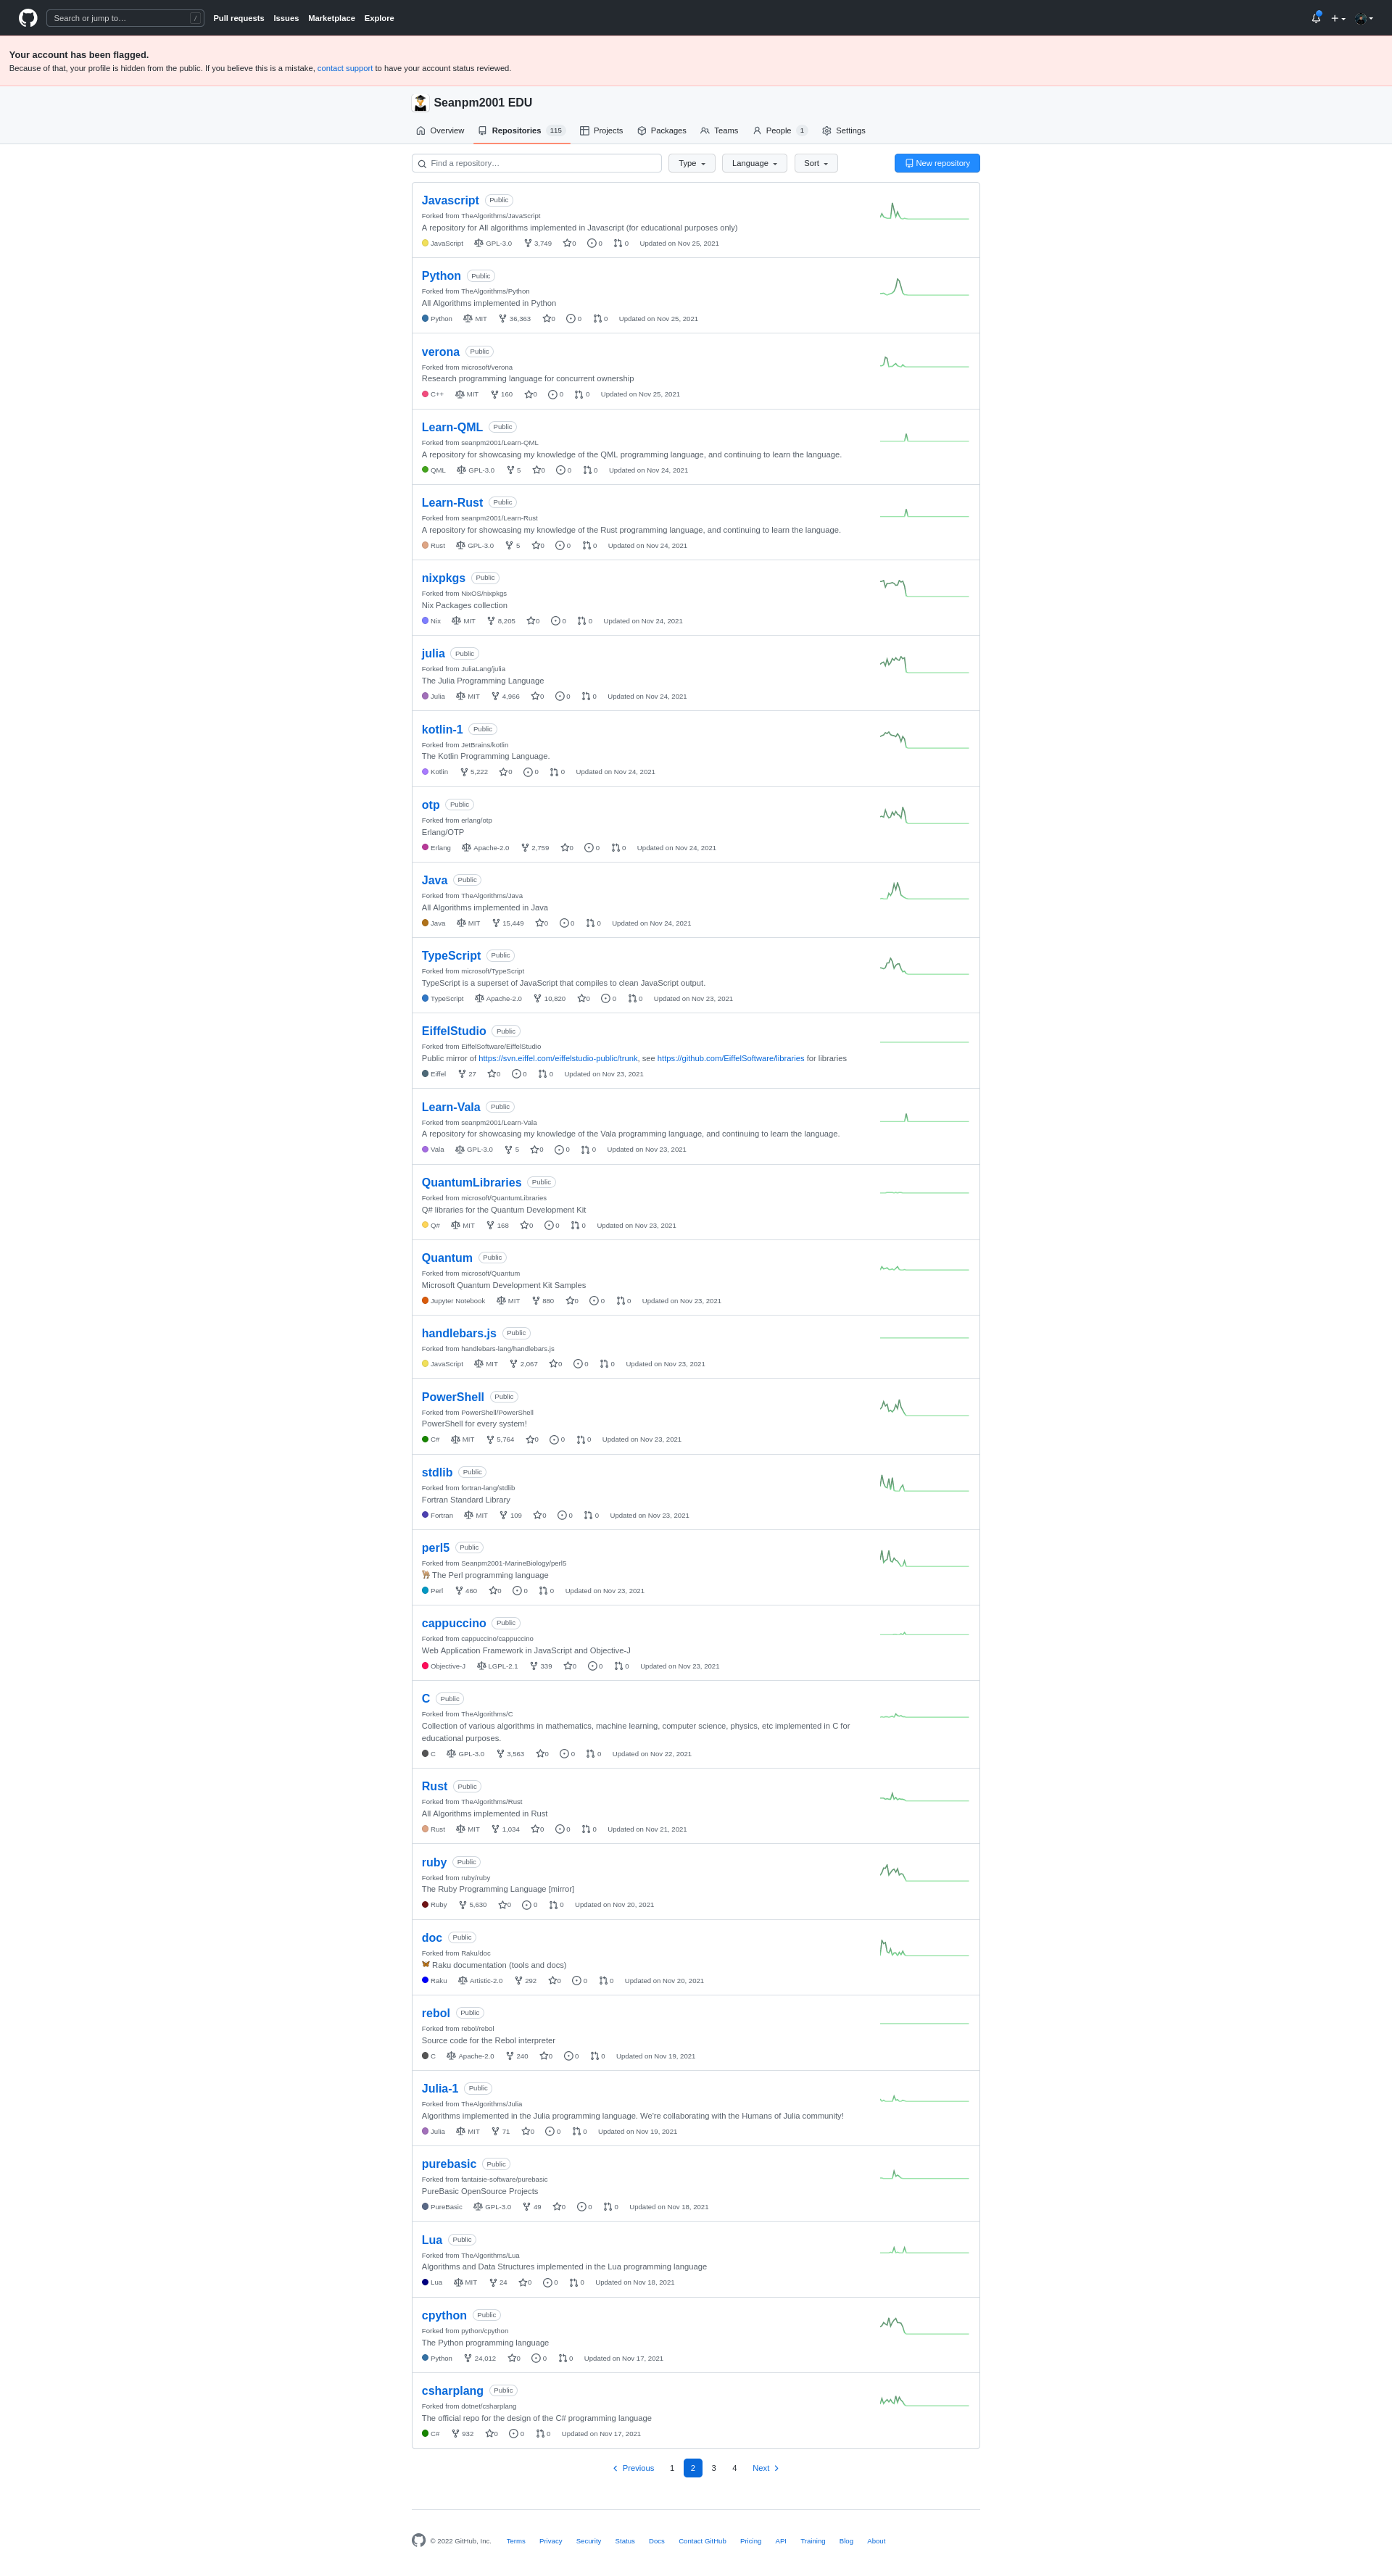 Search or jump to… /
Pull requests Issues Marketplace Explore
Your account has been flagged.
Because of that, your profile is hidden from the public. If you believe this is a mistake, contact support to have your account status reviewed.
Seanpm2001 EDU
Overview Repositories 115 Projects Packages Teams People 1 Settings
Find a repository… Type Language Sort New repository
Javascript Public
Forked from TheAlgorithms/JavaScript
A repository for All algorithms implemented in Javascript (for educational purposes only)
JavaScript GPL-3.0 3,749 0 0 0 Updated on Nov 25, 2021
Python Public
Forked from TheAlgorithms/Python
All Algorithms implemented in Python
Python MIT 36,363 0 0 0 Updated on Nov 25, 2021
verona Public
Forked from microsoft/verona
Research programming language for concurrent ownership
C++ MIT 160 0 0 0 Updated on Nov 25, 2021
Learn-QML Public
Forked from seanpm2001/Learn-QML
A repository for showcasing my knowledge of the QML programming language, and continuing to learn the language.
QML GPL-3.0 5 0 0 0 Updated on Nov 24, 2021
Learn-Rust Public
Forked from seanpm2001/Learn-Rust
A repository for showcasing my knowledge of the Rust programming language, and continuing to learn the language.
Rust GPL-3.0 5 0 0 0 Updated on Nov 24, 2021
nixpkgs Public
Forked from NixOS/nixpkgs
Nix Packages collection
Nix MIT 8,205 0 0 0 Updated on Nov 24, 2021
julia Public
Forked from JuliaLang/julia
The Julia Programming Language
Julia MIT 4,966 0 0 0 Updated on Nov 24, 2021
kotlin-1 Public
Forked from JetBrains/kotlin
The Kotlin Programming Language.
Kotlin 5,222 0 0 0 Updated on Nov 24, 2021
otp Public
Forked from erlang/otp
Erlang/OTP
Erlang Apache-2.0 2,759 0 0 0 Updated on Nov 24, 2021
Java Public
Forked from TheAlgorithms/Java
All Algorithms implemented in Java
Java MIT 15,449 0 0 0 Updated on Nov 24, 2021
TypeScript Public
Forked from microsoft/TypeScript
TypeScript is a superset of JavaScript that compiles to clean JavaScript output.
TypeScript Apache-2.0 10,820 0 0 0 Updated on Nov 23, 2021
EiffelStudio Public
Forked from EiffelSoftware/EiffelStudio
Public mirror of https://svn.eiffel.com/eiffelstudio-public/trunk, see https://github.com/EiffelSoftware/libraries for libraries
Eiffel 27 0 0 0 Updated on Nov 23, 2021
Learn-Vala Public
Forked from seanpm2001/Learn-Vala
A repository for showcasing my knowledge of the Vala programming language, and continuing to learn the language.
Vala GPL-3.0 5 0 0 0 Updated on Nov 23, 2021
QuantumLibraries Public
Forked from microsoft/QuantumLibraries
Q# libraries for the Quantum Development Kit
Q# MIT 168 0 0 0 Updated on Nov 23, 2021
Quantum Public
Forked from microsoft/Quantum
Microsoft Quantum Development Kit Samples
Jupyter Notebook MIT 880 0 0 0 Updated on Nov 23, 2021
handlebars.js Public
Forked from handlebars-lang/handlebars.js
JavaScript MIT 2,067 0 0 0 Updated on Nov 23, 2021
PowerShell Public
Forked from PowerShell/PowerShell
PowerShell for every system!
C# MIT 5,764 0 0 0 Updated on Nov 23, 2021
stdlib Public
Forked from fortran-lang/stdlib
Fortran Standard Library
Fortran MIT 109 0 0 0 Updated on Nov 23, 2021
perl5 Public
Forked from Seanpm2001-MarineBiology/perl5
🐪 The Perl programming language
Perl 460 0 0 0 Updated on Nov 23, 2021
cappuccino Public
Forked from cappuccino/cappuccino
Web Application Framework in JavaScript and Objective-J
Objective-J LGPL-2.1 339 0 0 0 Updated on Nov 23, 2021
C Public
Forked from TheAlgorithms/C
Collection of various algorithms in mathematics, machine learning, computer science, physics, etc implemented in C for
educational purposes.
C GPL-3.0 3,563 0 0 0 Updated on Nov 22, 2021
Rust Public
Forked from TheAlgorithms/Rust
All Algorithms implemented in Rust
Rust MIT 1,034 0 0 0 Updated on Nov 21, 2021
ruby Public
Forked from ruby/ruby
The Ruby Programming Language [mirror]
Ruby 5,630 0 0 0 Updated on Nov 20, 2021
doc Public
Forked from Raku/doc
🦋 Raku documentation (tools and docs)
Raku Artistic-2.0 292 0 0 0 Updated on Nov 20, 2021
rebol Public
Forked from rebol/rebol
Source code for the Rebol interpreter
C Apache-2.0 240 0 0 0 Updated on Nov 19, 2021
Julia-1 Public
Forked from TheAlgorithms/Julia
Algorithms implemented in the Julia programming language. We're collaborating with the Humans of Julia community!
Julia MIT 71 0 0 0 Updated on Nov 19, 2021
purebasic Public
Forked from fantaisie-software/purebasic
PureBasic OpenSource Projects
PureBasic GPL-3.0 49 0 0 0 Updated on Nov 18, 2021
Lua Public
Forked from TheAlgorithms/Lua
Algorithms and Data Structures implemented in the Lua programming language
Lua MIT 24 0 0 0 Updated on Nov 18, 2021
cpython Public
Forked from python/cpython
The Python programming language
Python 24,012 0 0 0 Updated on Nov 17, 2021
csharplang Public
Forked from dotnet/csharplang
The official repo for the design of the C# programming language
C# 932 0 0 0 Updated on Nov 17, 2021
Previous 1 2 3 4 Next
© 2022 GitHub, Inc. Terms Privacy Security Status Docs Contact GitHub Pricing API Training Blog About